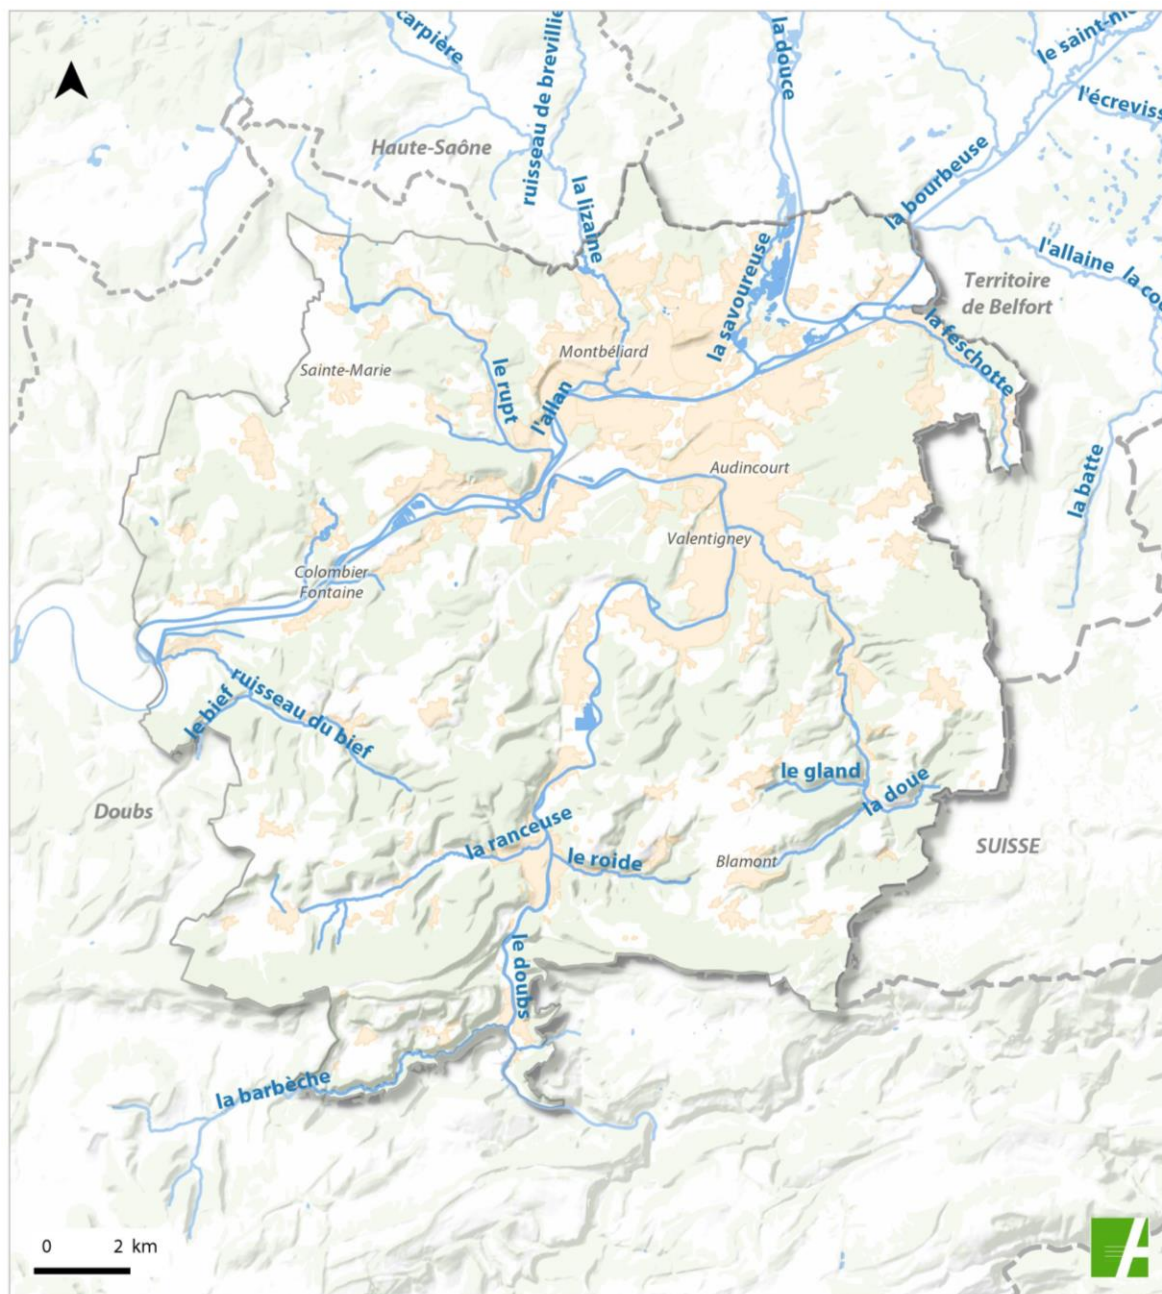 carpière
ruisseau de brevillie
la douce
le saint-ni
l'écreviss
Haute-Saône
la bourbeuse
la lizaine
la savoureuse
l'allaine
la cou
Territoire
de Belfort
la feschotte
Montbéliard
Sainte-Marie
le rupt
l'allan
la batte
Audincourt
Valentigney
Colombier
Fontaine
le bief
ruisseau du bief
le gland
la doue
Doubs
la ranceuse
le roide
Blamont
SUISSE
le doubs
la barbèche
0 2 km